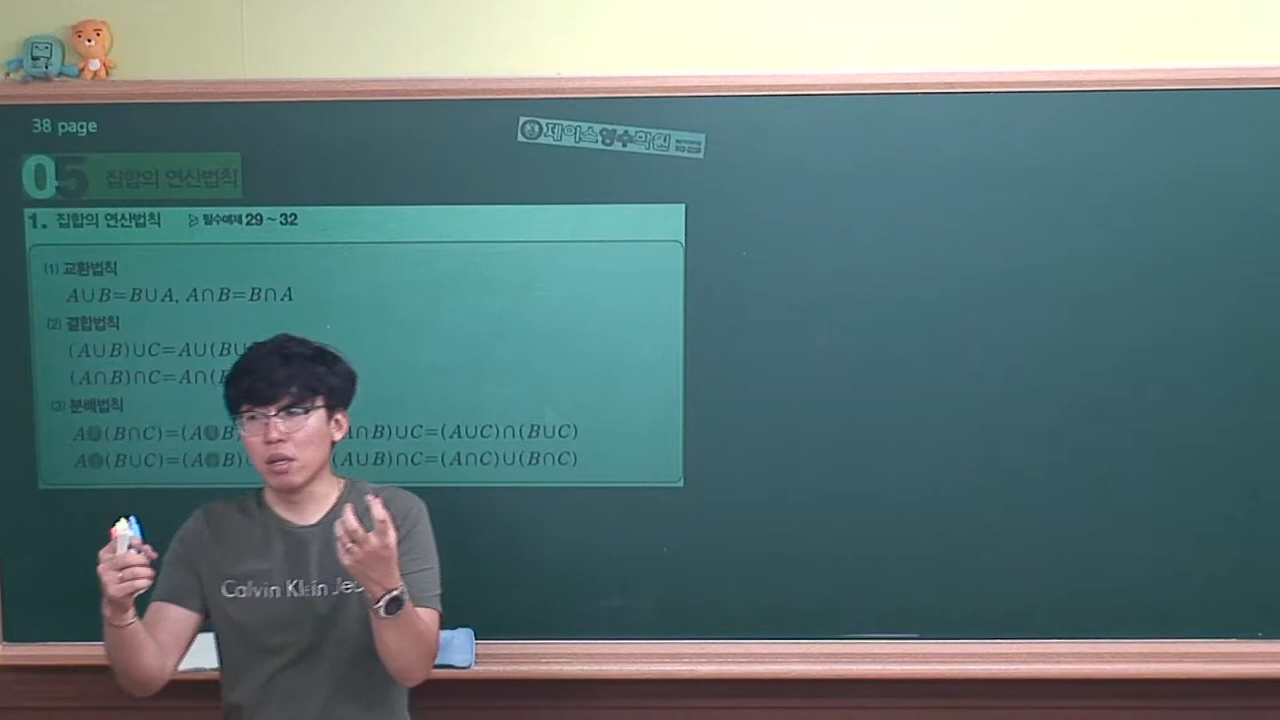 38 page
제이스영수학원
05 집합의 연산법칙
1. 집합의 연산법칙 ▷ 필수예제 29 ~ 32
(1) 교환법칙
A∪B=B∪A, A∩B=B∩A
(2) 결합법칙
(A∪B)∪C=A∪(B∪
(A∩B)∩C=A∩(
(3) 분배법칙
A∪(B∩C)=(A∪B) A∩B)∪C=(A∪C)∩(B∪C)
A∩(B∪C)=(A∩B)∪ (A∪B)∩C=(A∩C)∪(B∩C)
Calvin Klein Je